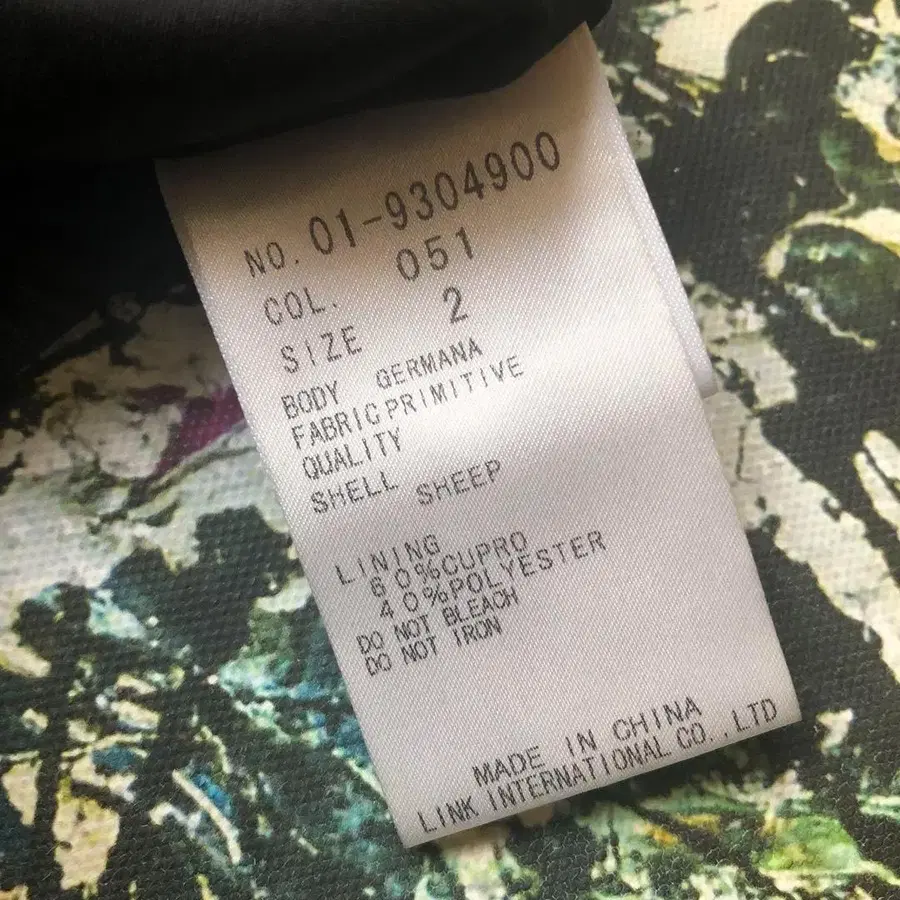 NO. 01-9304900
COL. 051
SIZE 2
BODY GERMANA
FABRIC PRIMITIVE
QUALITY
SHELL SHEEP
LINING
60%CUPRO
40%POLYESTER
DO NOT BLEACH
DO NOT IRON
MADE IN CHINA
LINK INTERNATIONAL CO.,LTD